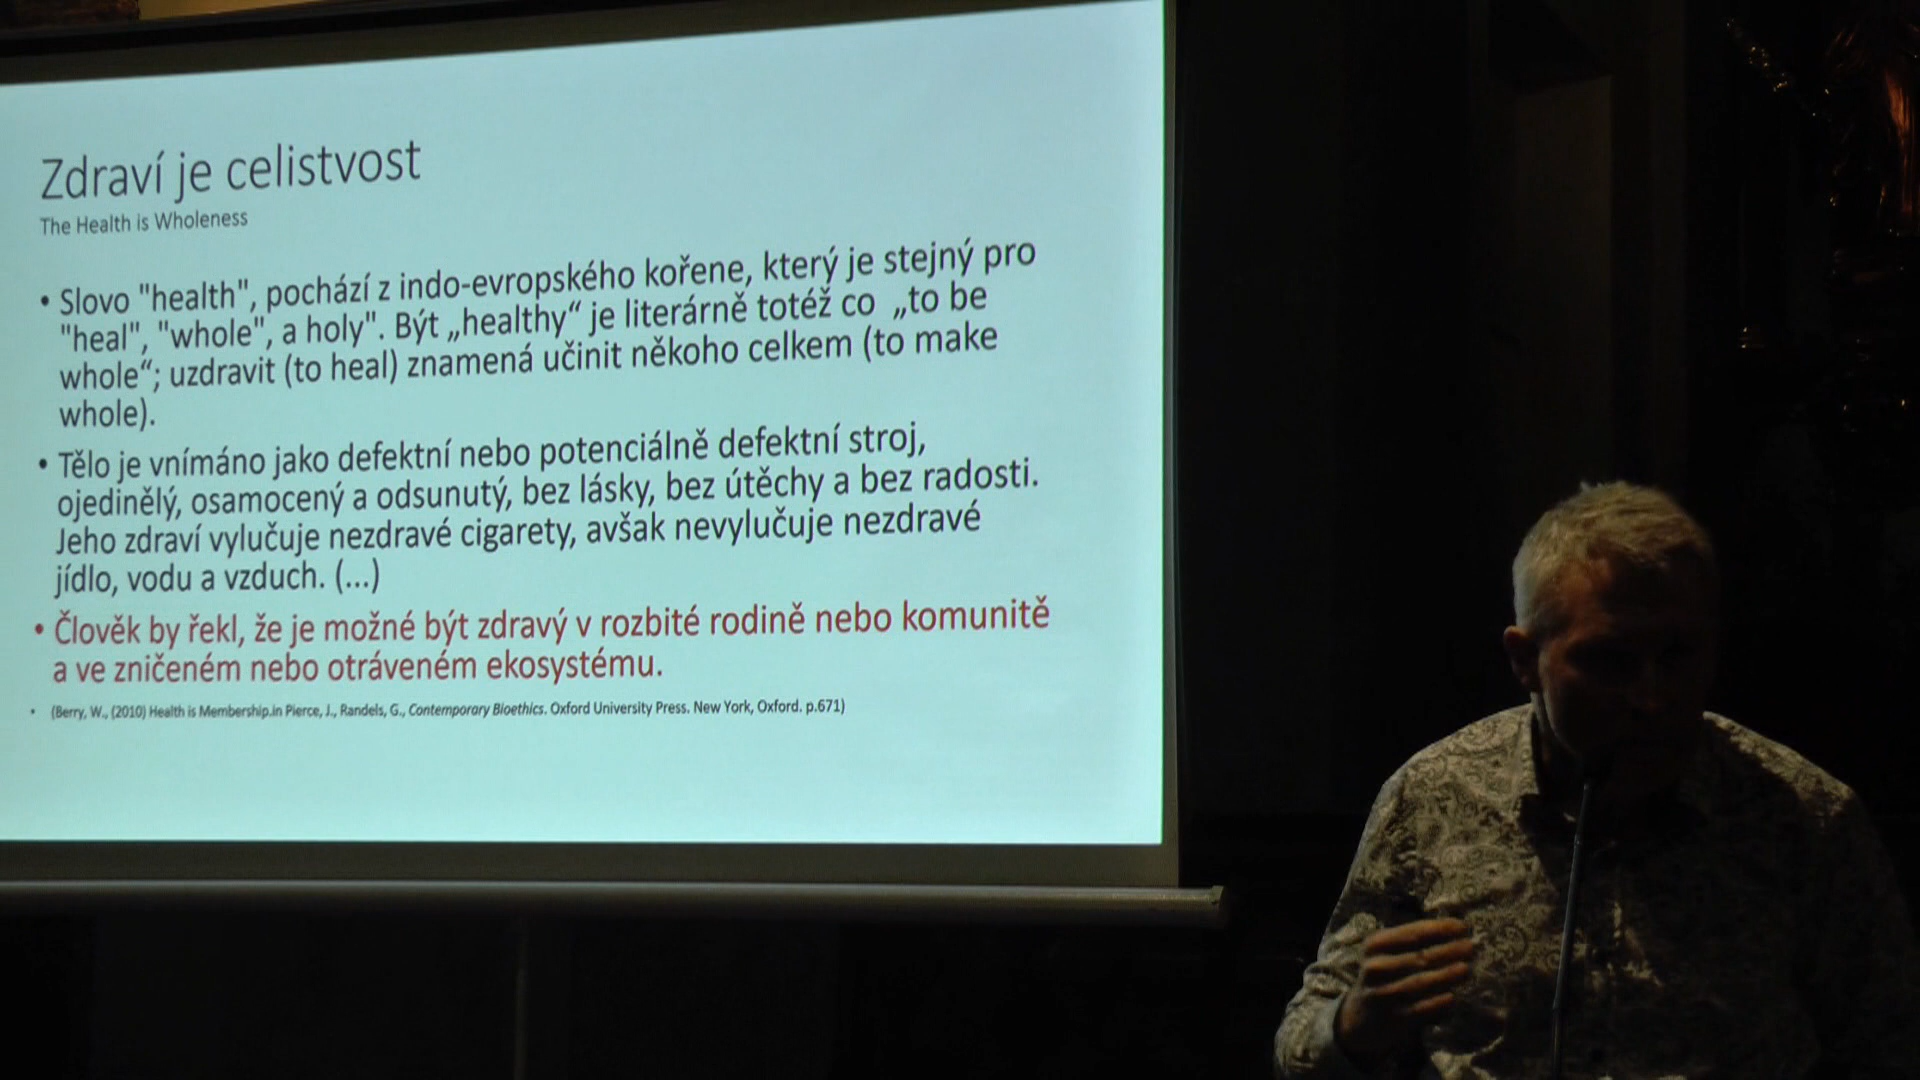 Zdraví je celistvost
The Health is Wholeness
• Slovo "health", pochází z indo-evropského kořene, který je stejný pro
"heal", "whole", a holy". Být „healthy“ je literárně totéž co „to be
whole“; uzdravit (to heal) znamená učinit někoho celkem (to make
whole).
• Tělo je vnímáno jako defektní nebo potenciálně defektní stroj,
ojedinělý, osamocený a odsunutý, bez lásky, bez útěchy a bez radosti.
Jeho zdraví vylučuje nezdravé cigarety, avšak nevylučuje nezdravé
jídlo, vodu a vzduch. (...)
• Člověk by řekl, že je možné být zdravý v rozbité rodině nebo komunitě
a ve zničeném nebo otráveném ekosystému.
• (Berry, W., (2010) Health is Membership.in Pierce, J., Randels, G., Contemporary Bioethics. Oxford University Press. New York, Oxford. p.671)